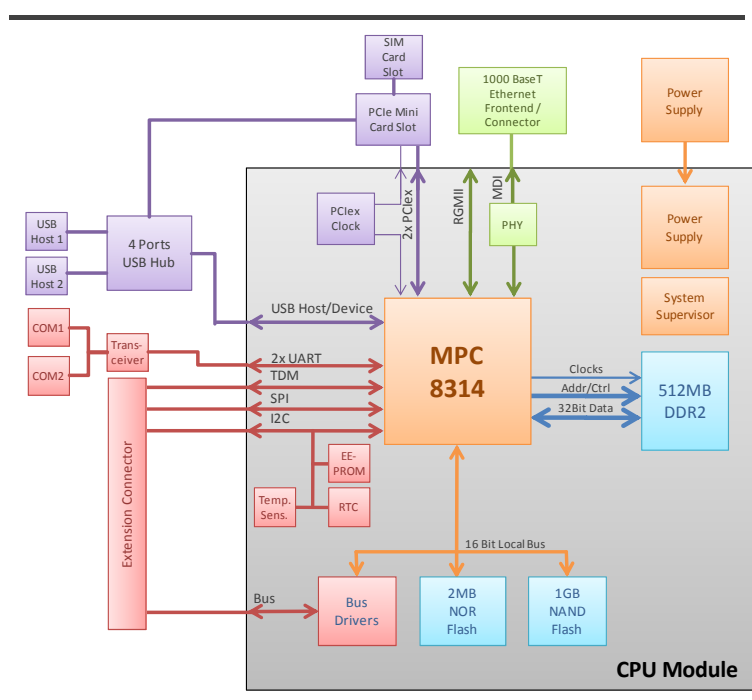 SIM
Card
Slot
PCIe Mini
Card Slot
1000 BaseT
Ethernet
Frontend /
Connector
Power
Supply
PCIex
Clock
2x PCIex
RGMII
MDI
PHY
Power
Supply
USB
Host 1
USB
Host 2
4 Ports
USB Hub
System
Supervisor
USB Host/Device
COM1
COM2
Trans-
ceiver
2x UART
TDM
SPI
I2C
MPC
8314
Clocks
Addr/Ctrl
32Bit Data
512MB
DDR2
Extension Connector
EE-
PROM
Temp.
Sens.
RTC
16 Bit Local Bus
Bus
Bus
Drivers
2MB
NOR
Flash
1GB
NAND
Flash
CPU Module